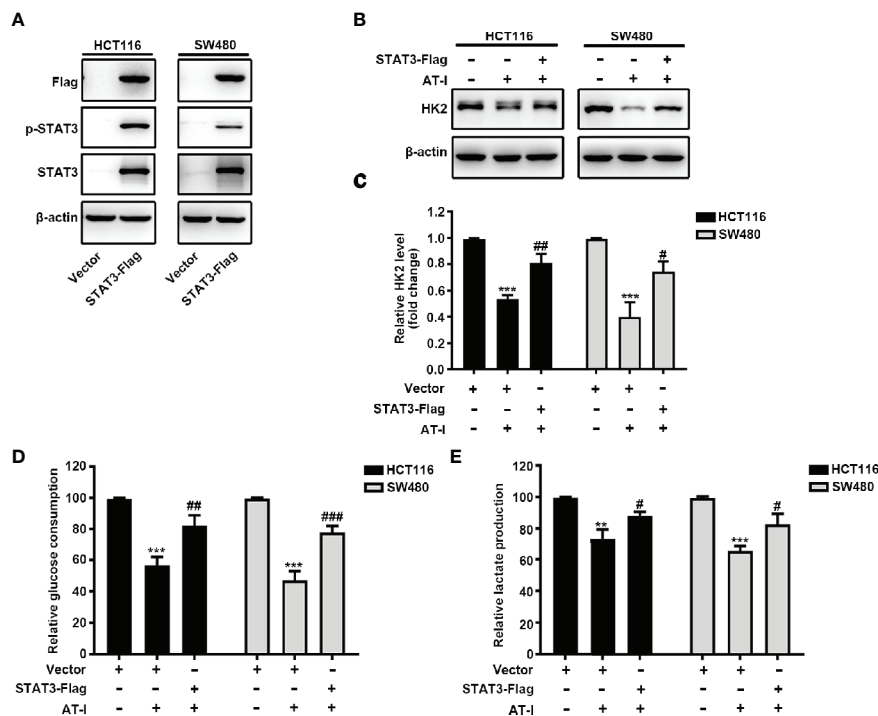 A
HCT116 SW480
Flag
p-STAT3
STAT3
β-actin
Vector STAT3-Flag Vector STAT3-Flag
B
HCT116 SW480
STAT3-Flag - - + - - +
AT-I - + + - + +
HK2
β-actin
C
HCT116
SW480
Relative HK2 level
(fold change)
1.2
1.0
0.8
0.6
0.4
0.2
0.0
*** ## *** #
Vector + + - + + -
STAT3-Flag - - + - - +
AT-I - + + - + +
D
HCT116
SW480
Relative glucose consumption
120
100
80
60
40
20
0
*** ## *** ###
Vector + + - + + -
STAT3-Flag - - + - - +
AT-I - + + - + +
E
HCT116
SW480
Relative lactate production
120
100
80
60
40
20
0
** # *** #
Vector + + - + + -
STAT3-Flag - - + - - +
AT-I - + + - + +